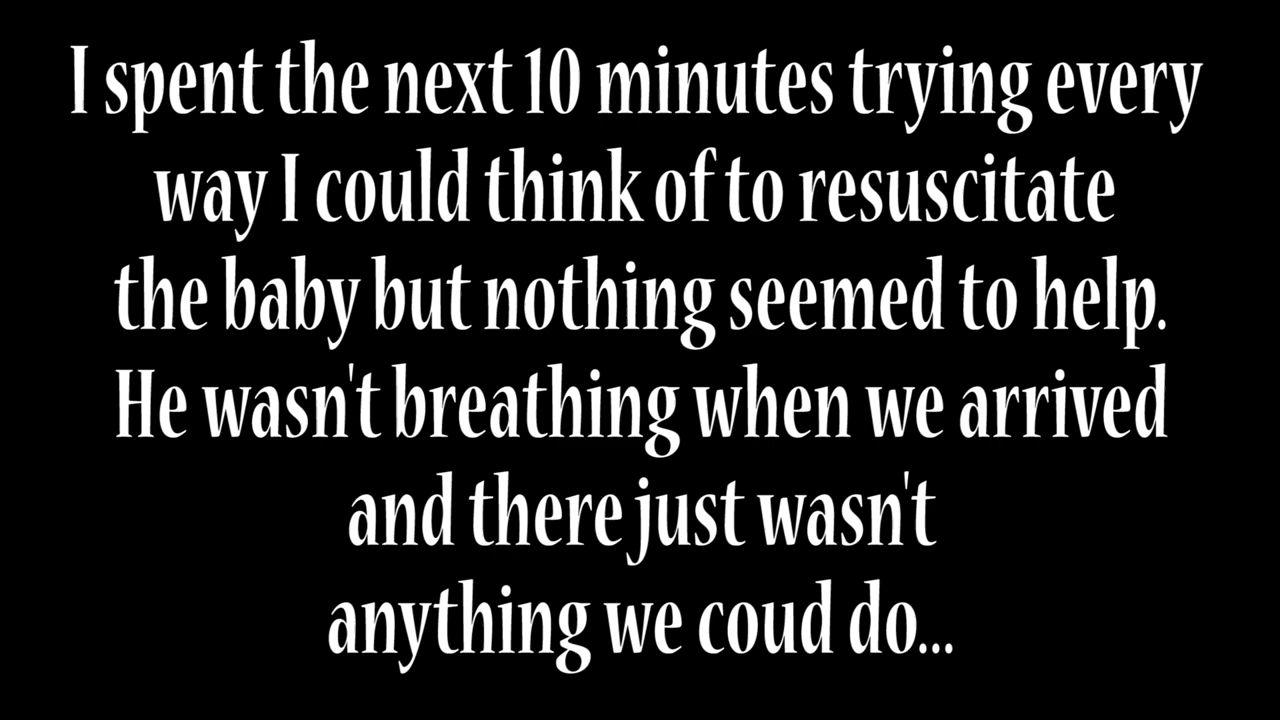 I spent the next 10 minutes trying every
way I could think of to resuscitate
the baby but nothing seemed to help.
He wasn't breathing when we arrived
and there just wasn't
anything we coud do...